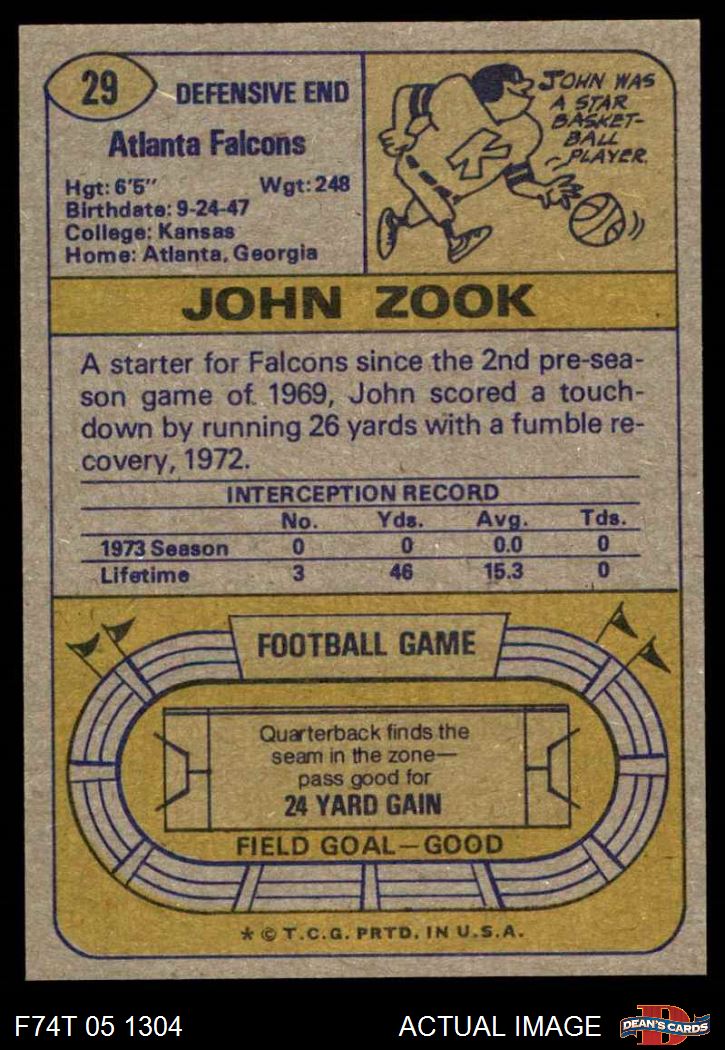 29
DEFENSIVE END
Atlanta Falcons
Hgt: 6'5" Wgt: 248
Birthdate: 9-24-47
College: Kansas
Home: Atlanta, Georgia
JOHN WAS
A STAR
BASKET-
BALL
PLAYER.
JOHN ZOOK
A starter for Falcons since the 2nd pre-sea-
son game of 1969, John scored a touch-
down by running 26 yards with a fumble re-
covery, 1972.
INTERCEPTION RECORD
No. Yds. Avg. Tds.
1973 Season 0 0 0.0 0
Lifetime 3 46 15.3 0
FOOTBALL GAME
Quarterback finds the
seam in the zone—
pass good for
24 YARD GAIN
FIELD GOAL—GOOD
* © T.C.G. PRTD. IN U.S.A.
F74T 05 1304 ACTUAL IMAGE
D
DEAN'S CARDS